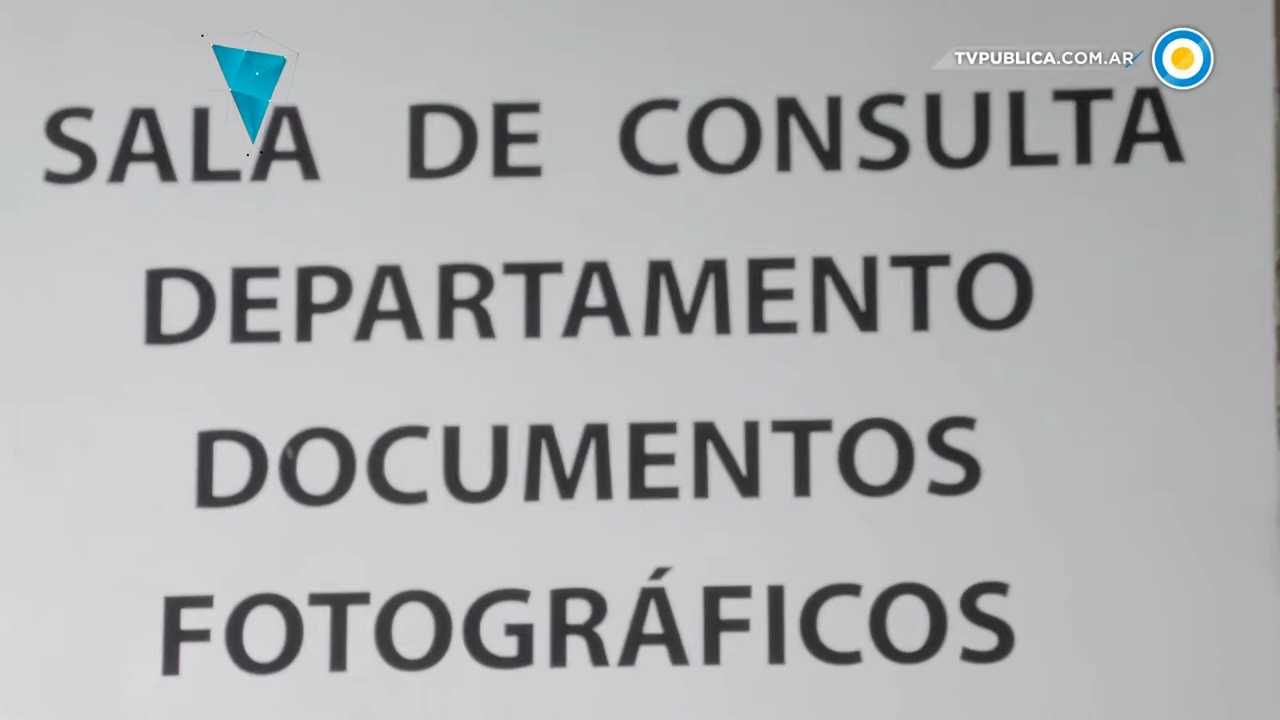 TVPUBLICA.COM.AR
SALA DE CONSULTA
DEPARTAMENTO
DOCUMENTOS
FOTOGRÁFICOS